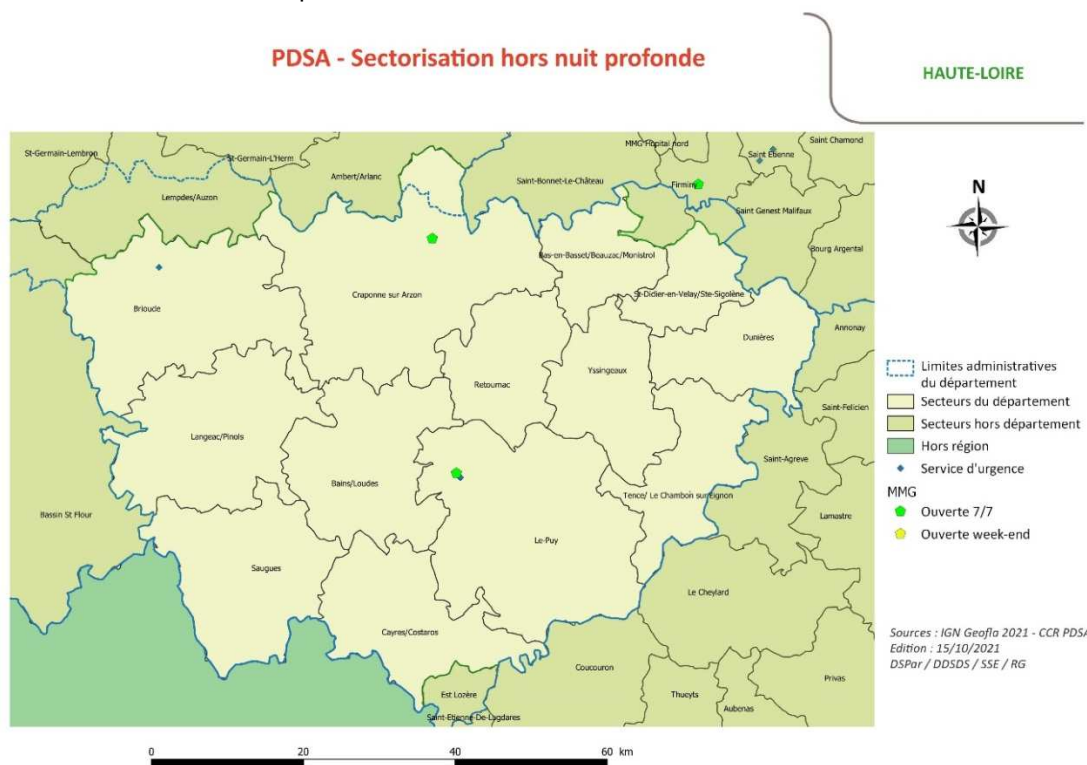 PDSA - Sectorisation hors nuit profonde
HAUTE-LOIRE
St-Germain-Lembron
St-Germain-L'Herm
Lempdes/Auzon
Ambert/Arlanc
Saint-Bonnet-Le-Château
MMG Hopital nord
Saint Etienne
Saint Chamond
Firminy
Saint Genest Malifaux
Bourg Argental
Brioude
Craponne sur Arzon
Bas-en-Basset/Beauzac/Monistrol
St-Didier-en-Velay/Ste-Sigolène
Dunières
Annonay
Retournac
Yssingeaux
Saint-Felicien
Langeac/Pinols
Bains/Loudes
Saint-Agreve
Tence/ Le Chambon sur Lignon
Lamastre
Bassin St Flour
Le-Puy
Saugues
Le Cheylard
Cayres/Costaros
Coucouron
Privas
Est Lozère
Thueyts
Aubenas
Saint-Etienne-De-Lugdares
N
Limites administratives
du département
Secteurs du département
Secteurs hors département
Hors région
Service d'urgence
MMG
Ouverte 7/7
Ouverte week-end
Sources : IGN Geofla 2021 - CCR PDSA
Edition : 15/10/2021
DSPar / DDSDS / SSE / RG
0 20 40 60 km